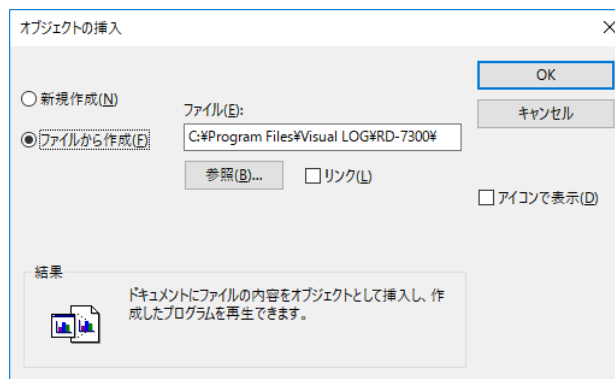 オブジェクトの挿入
新規作成(N)
ファイルから作成(F)
ファイル(E):
C:¥Program Files¥Visual LOG¥RD-7300¥
参照(B)...
リンク(L)
OK
キャンセル
アイコンで表示(D)
結果
ドキュメントにファイルの内容をオブジェクトとして挿入し、作
成したプログラムを再生できます。